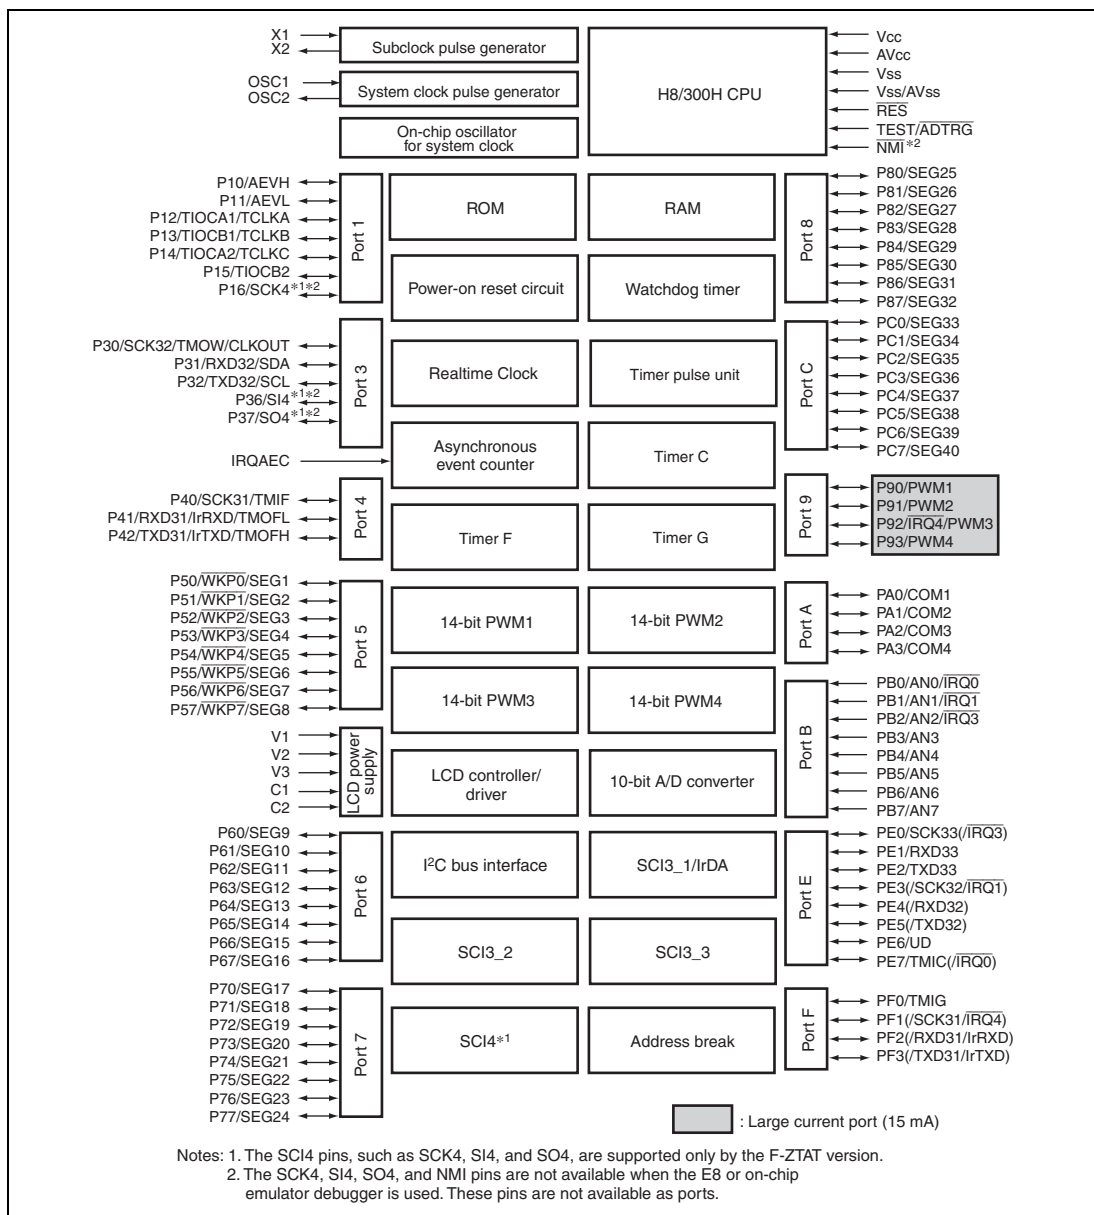 X1
X2
Subclock pulse generator
OSC1
OSC2
System clock pulse generator
On-chip oscillator
for system clock
H8/300H CPU
Vcc
AVcc
Vss
Vss/AVss
RES
TEST/ADTRG
NMI*2
P10/AEVH
P11/AEVL
P12/TIOCA1/TCLKA
P13/TIOCB1/TCLKB
P14/TIOCA2/TCLKC
P15/TIOCB2
P16/SCK4*1*2
Port 1
ROM
RAM
Port 8
P80/SEG25
P81/SEG26
P82/SEG27
P83/SEG28
P84/SEG29
P85/SEG30
P86/SEG31
P87/SEG32
Power-on reset circuit
Watchdog timer
P30/SCK32/TMOW/CLKOUT
P31/RXD32/SDA
P32/TXD32/SCL
P36/SI4*1*2
P37/SO4*1*2
Port 3
Realtime Clock
Timer pulse unit
Port C
PC0/SEG33
PC1/SEG34
PC2/SEG35
PC3/SEG36
PC4/SEG37
PC5/SEG38
PC6/SEG39
PC7/SEG40
IRQAEC
Asynchronous
event counter
Timer C
P40/SCK31/TMIF
P41/RXD31/IrRXD/TMOFL
P42/TXD31/IrTXD/TMOFH
Port 4
Timer F
Timer G
Port 9
P90/PWM1
P91/PWM2
P92/IRQ4/PWM3
P93/PWM4
P50/WKP0/SEG1
P51/WKP1/SEG2
P52/WKP2/SEG3
P53/WKP3/SEG4
P54/WKP4/SEG5
P55/WKP5/SEG6
P56/WKP6/SEG7
P57/WKP7/SEG8
Port 5
14-bit PWM1
14-bit PWM2
Port A
PA0/COM1
PA1/COM2
PA2/COM3
PA3/COM4
14-bit PWM3
14-bit PWM4
Port B
PB0/AN0/IRQ0
PB1/AN1/IRQ1
PB2/AN2/IRQ3
PB3/AN3
PB4/AN4
PB5/AN5
PB6/AN6
PB7/AN7
V1
V2
V3
C1
C2
LCD power
supply
LCD controller/
driver
10-bit A/D converter
P60/SEG9
P61/SEG10
P62/SEG11
P63/SEG12
P64/SEG13
P65/SEG14
P66/SEG15
P67/SEG16
Port 6
I²C bus interface
SCI3_1/IrDA
Port E
PE0/SCK33(/IRQ3)
PE1/RXD33
PE2/TXD33
PE3(/SCK32/IRQ1)
PE4(/RXD32)
PE5(/TXD32)
PE6/UD
PE7/TMIC(/IRQ0)
SCI3_2
SCI3_3
P70/SEG17
P71/SEG18
P72/SEG19
P73/SEG20
P74/SEG21
P75/SEG22
P76/SEG23
P77/SEG24
Port 7
SCI4*1
Address break
Port F
PF0/TMIG
PF1(/SCK31/IRQ4)
PF2(/RXD31/IrRXD)
PF3(/TXD31/IrTXD)
: Large current port (15 mA)
Notes: 1. The SCI4 pins, such as SCK4, SI4, and SO4, are supported only by the F-ZTAT version.
2. The SCK4, SI4, SO4, and NMI pins are not available when the E8 or on-chip
emulator debugger is used. These pins are not available as ports.